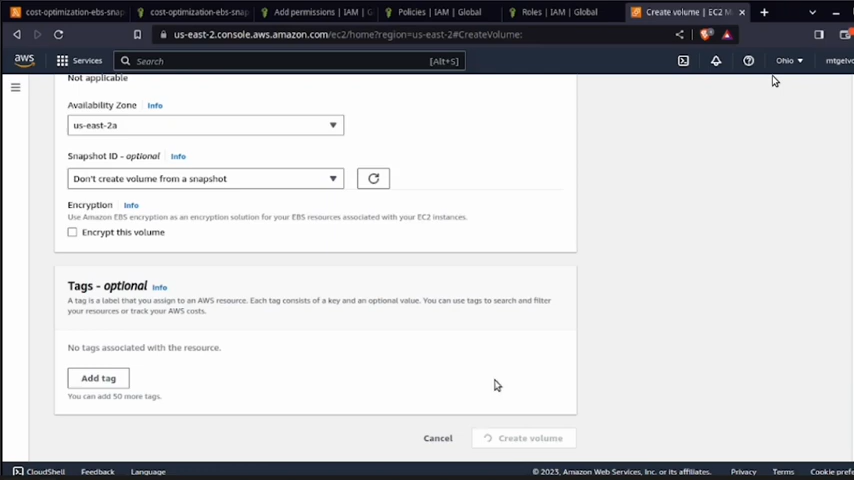 cost-optimization-ebs-snap
cost-optimization-ebs-snap
Add permissions | IAM | G
Policies | IAM | Global
Roles | IAM | Global
Create volume | EC2 M
us-east-2.console.aws.amazon.com/ec2/home?region=us-east-2#CreateVolume:
aws
Services
Search
[Alt+S]
Ohio
mtgelvo
Not applicable
Availability Zone Info
us-east-2a
Snapshot ID - optional Info
Don't create volume from a snapshot
Encryption Info
Use Amazon EBS encryption as an encryption solution for your EBS resources associated with your EC2 instances.
Encrypt this volume
Tags - optional Info
A tag is a label that you assign to an AWS resource. Each tag consists of a key and an optional value. You can use tags to search and filter
your resources or track your AWS costs.
No tags associated with the resource.
Add tag
You can add 50 more tags.
Cancel
Create volume
CloudShell
Feedback
Language
© 2023, Amazon Web Services, Inc. or its affiliates.
Privacy
Terms
Cookie prefe